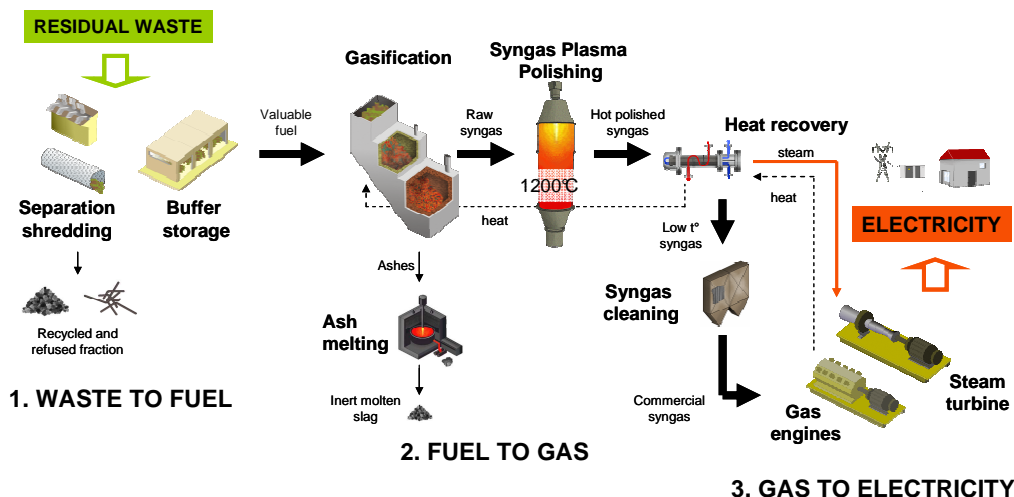 RESIDUAL WASTE
Separation
shredding
Buffer
storage
Recycled and
refused fraction
1. WASTE TO FUEL
Valuable
fuel
Gasification
Raw
syngas
Syngas Plasma
Polishing
1200°C
Hot polished
syngas
heat
Ashes
Ash
melting
Inert molten
slag
2. FUEL TO GAS
Heat recovery
steam
heat
Low t°
syngas
Syngas
cleaning
Commercial
syngas
Gas
engines
Steam
turbine
ELECTRICITY
3. GAS TO ELECTRICITY